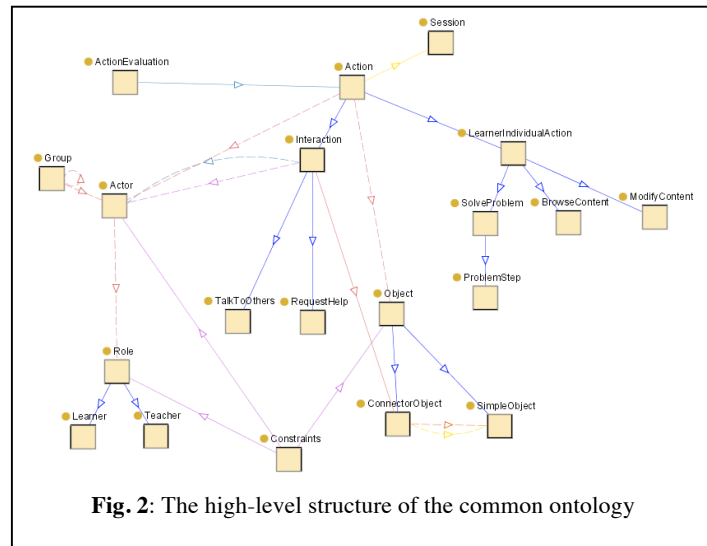 Session
ActionEvaluation
Action
Interaction
LearnerIndividualAction
Group
Actor
SolveProblem
BrowseContent
ModifyContent
ProblemStep
TalkToOthers
RequestHelp
Object
Role
Learner
Teacher
Constraints
ConnectorObject
SimpleObject
Fig. 2: The high-level structure of the common ontology